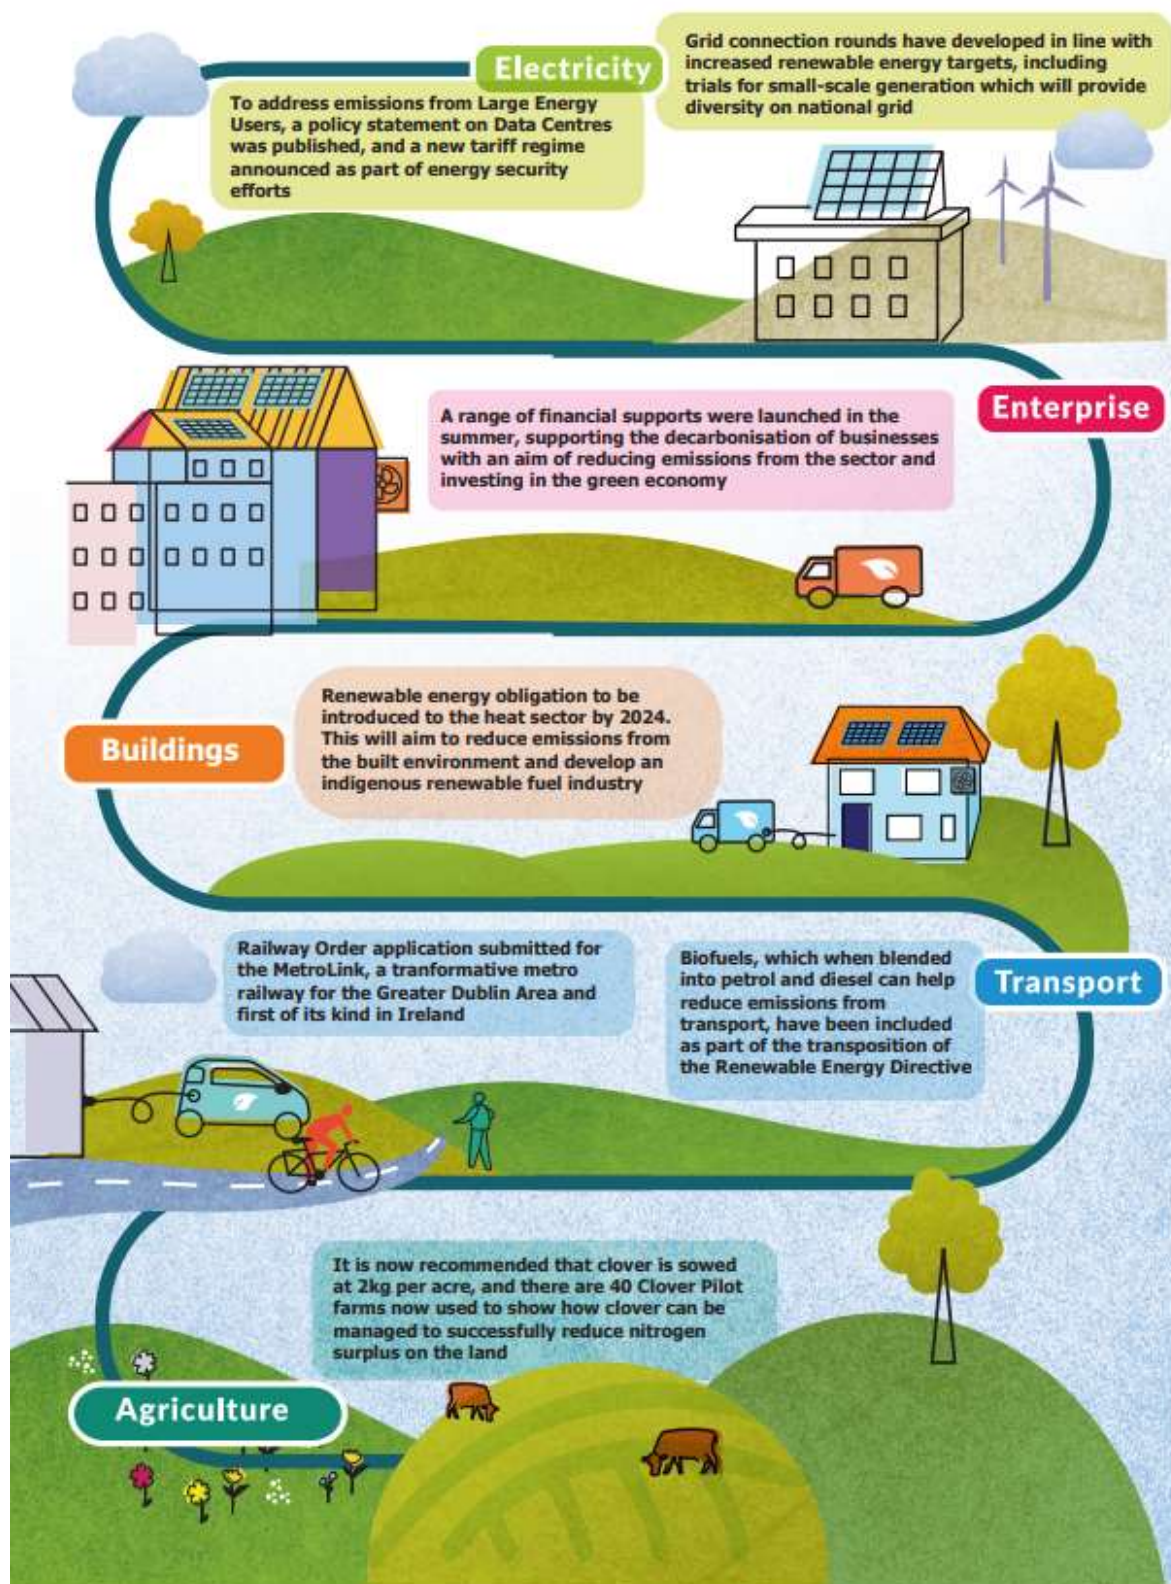 Electricity
Grid connection rounds have developed in line with
increased renewable energy targets, including
trials for small-scale generation which will provide
diversity on national grid
To address emissions from Large Energy
Users, a policy statement on Data Centres
was published, and a new tariff regime
announced as part of energy security
efforts
Enterprise
A range of financial supports were launched in the
summer, supporting the decarbonisation of businesses
with an aim of reducing emissions from the sector and
investing in the green economy
Buildings
Renewable energy obligation to be
introduced to the heat sector by 2024.
This will aim to reduce emissions from
the built environment and develop an
indigenous renewable fuel industry
Railway Order application submitted for
the MetroLink, a tranformative metro
railway for the Greater Dublin Area and
first of its kind in Ireland
Biofuels, which when blended
into petrol and diesel can help
reduce emissions from
transport, have been included
as part of the transposition of
the Renewable Energy Directive
Transport
It is now recommended that clover is sowed
at 2kg per acre, and there are 40 Clover Pilot
farms now used to show how clover can be
managed to successfully reduce nitrogen
surplus on the land
Agriculture